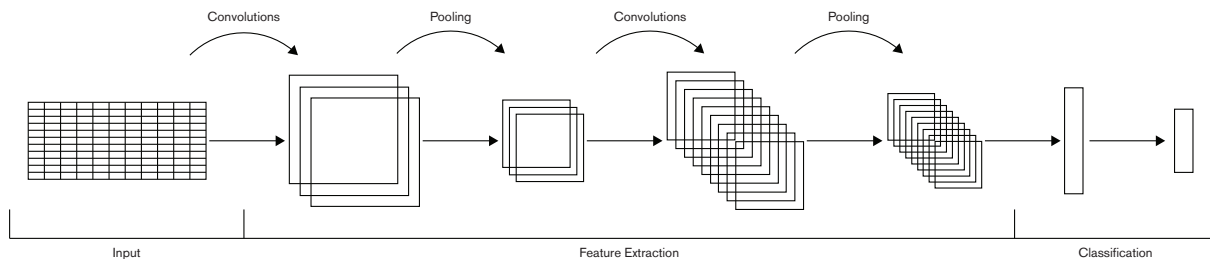 Convolutions
Pooling
Convolutions
Pooling
Input
Feature Extraction
Classification